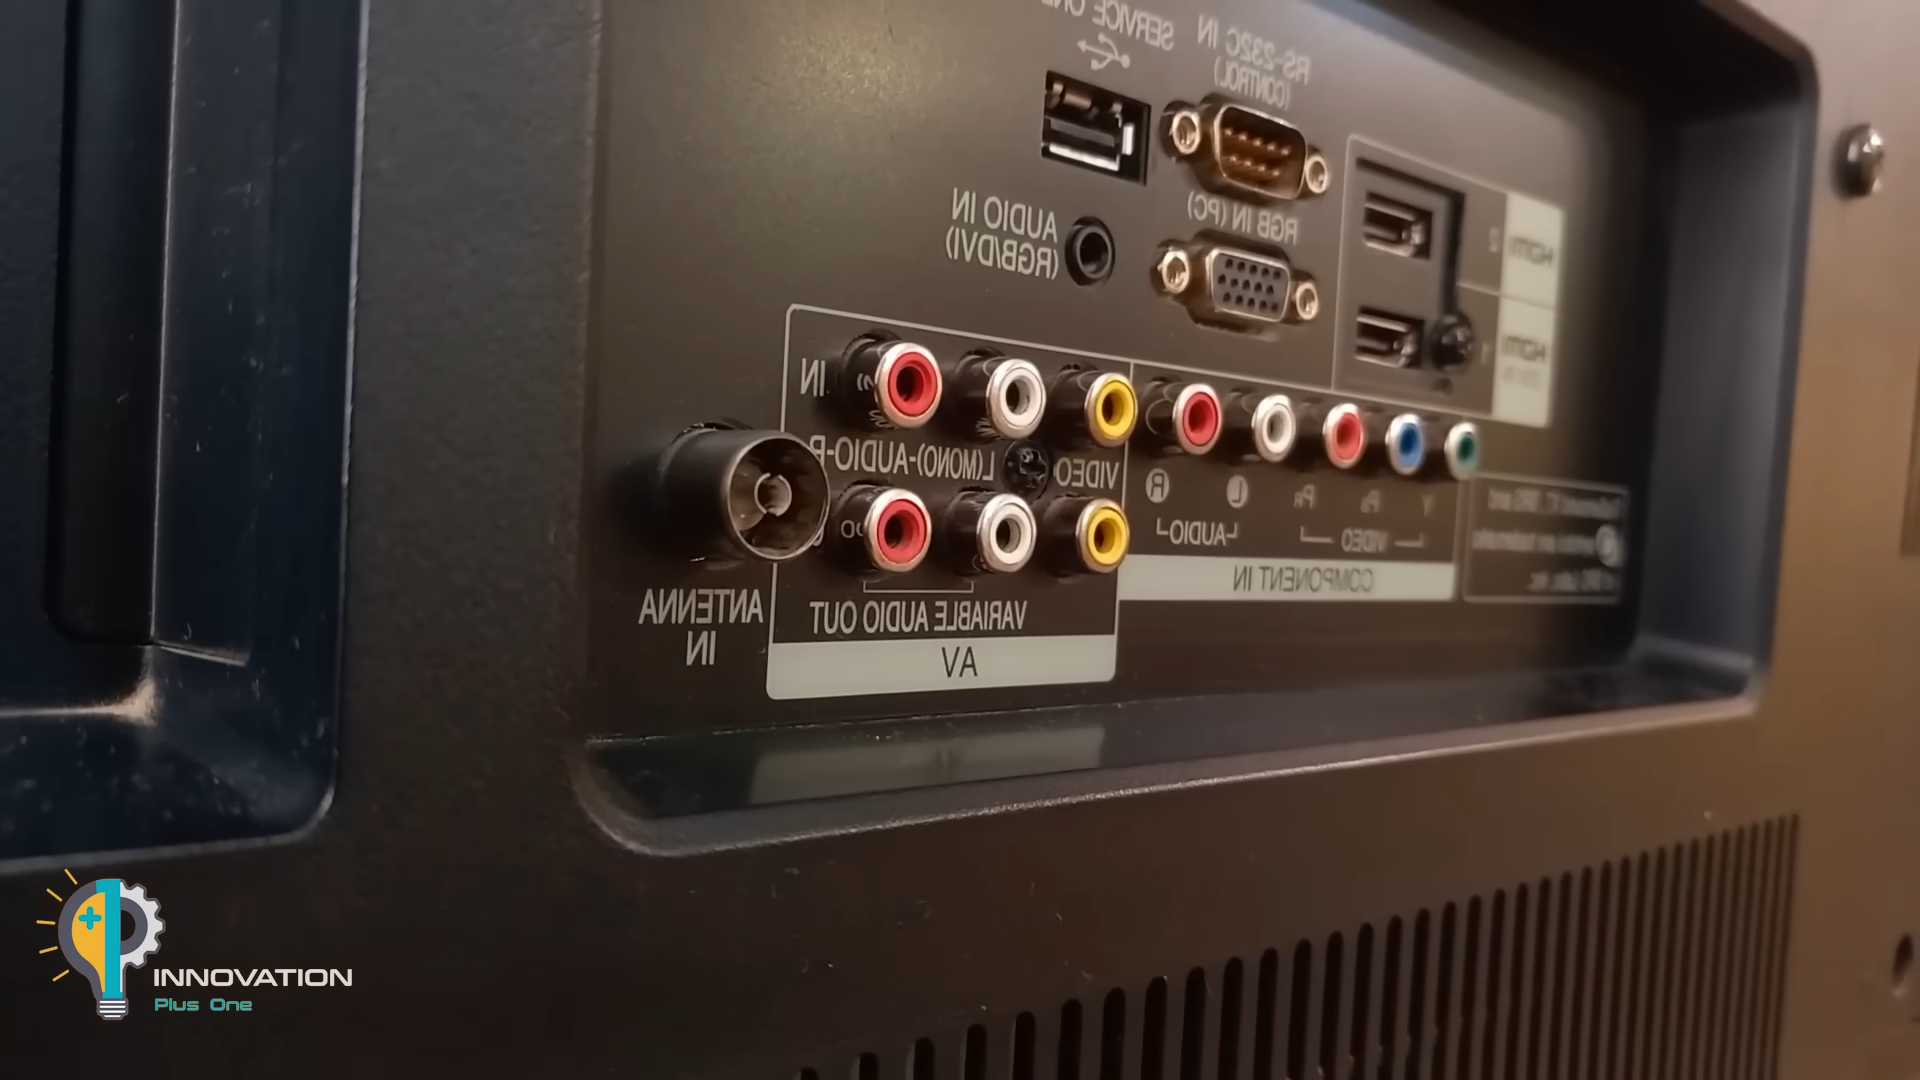 SERVICE ONL
RS-232C IN
(CONTROL)
AUDIO IN
(RGB/DVI)
RGB IN (PC)
HDMI
2
HDMI
1
IN
L(MONO)-AUDIO-R
VIDEO
R
L
PR
PB
Y
AUDIO
VIDEO
COMPONENT IN
VARIABLE AUDIO OUT
AV
ANTENNA
IN
INNOVATION
Plus One